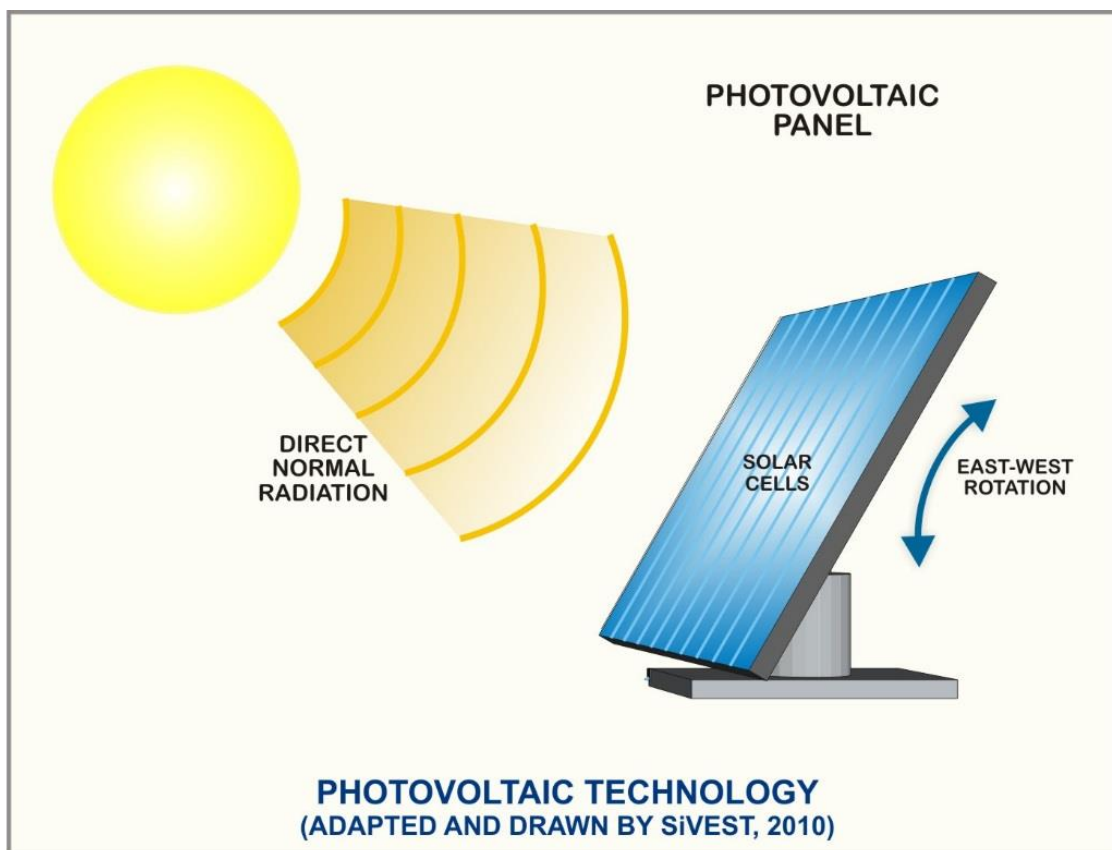 PHOTOVOLTAIC
PANEL
DIRECT
NORMAL
RADIATION
SOLAR
CELLS
EAST-WEST
ROTATION
PHOTOVOLTAIC TECHNOLOGY
(ADAPTED AND DRAWN BY SiVEST, 2010)